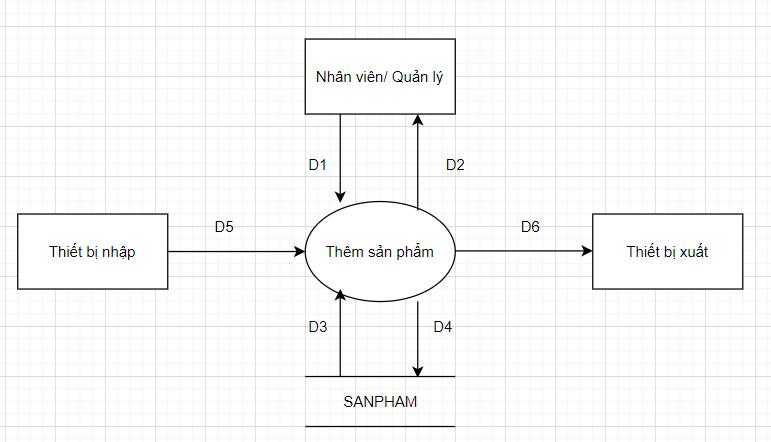 Nhân viên/ Quản lý
D1
D2
Thiết bị nhập
D5
Thêm sản phẩm
D6
Thiết bị xuất
D3
D4
SANPHAM